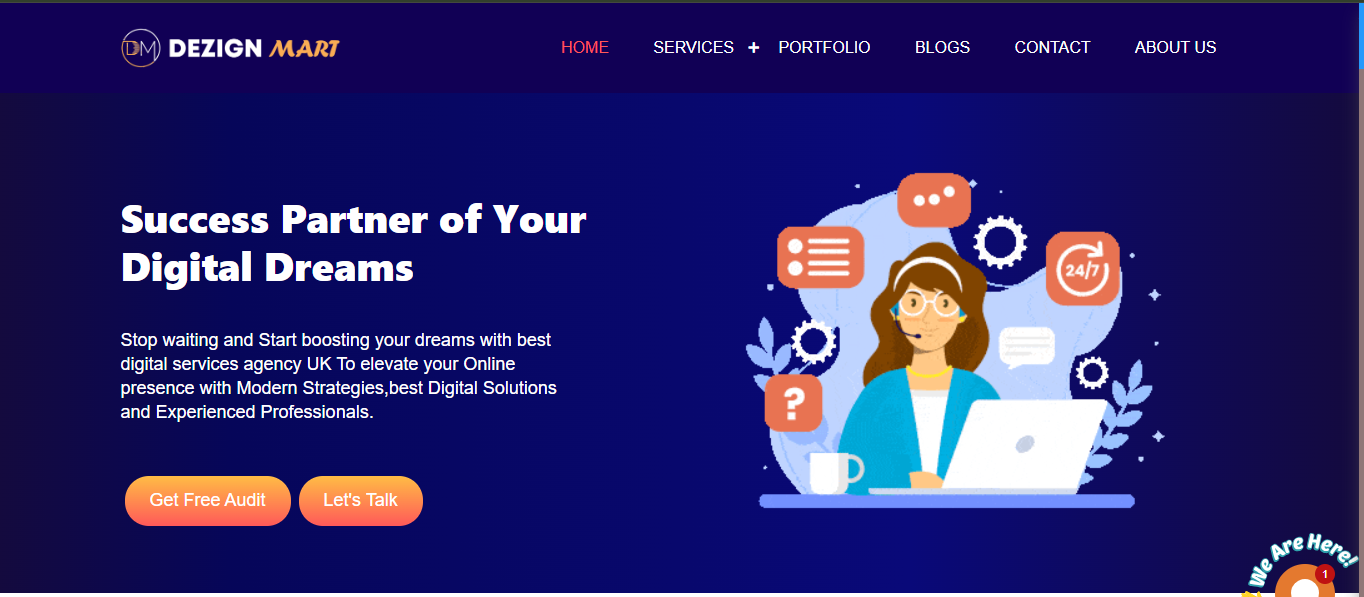 DM DEZIGN MART
HOME SERVICES + PORTFOLIO BLOGS CONTACT ABOUT US
Success Partner of Your
Digital Dreams
Stop waiting and Start boosting your dreams with best
digital services agency UK To elevate your Online
presence with Modern Strategies,best Digital Solutions
and Experienced Professionals.
Get Free Audit
Let's Talk
24/7
?
We Are Here!
1